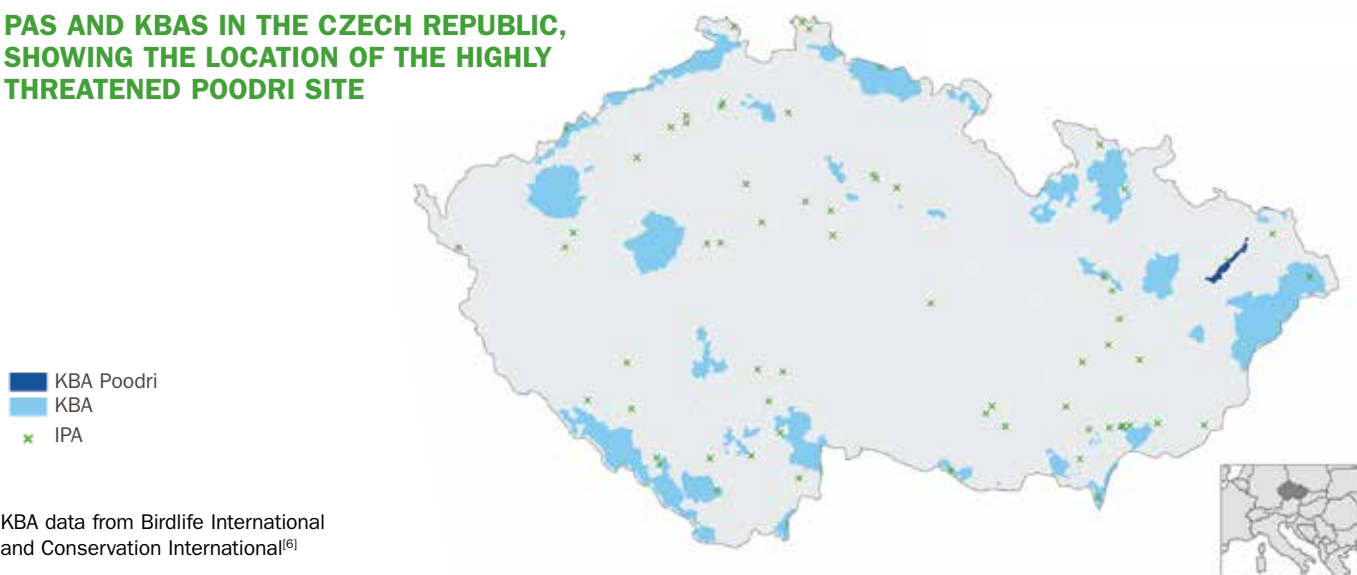 PAS AND KBAS IN THE CZECH REPUBLIC,
SHOWING THE LOCATION OF THE HIGHLY
THREATENED POODRI SITE
KBA Poodri
KBA
IPA
KBA data from Birdlife International
and Conservation International[6]